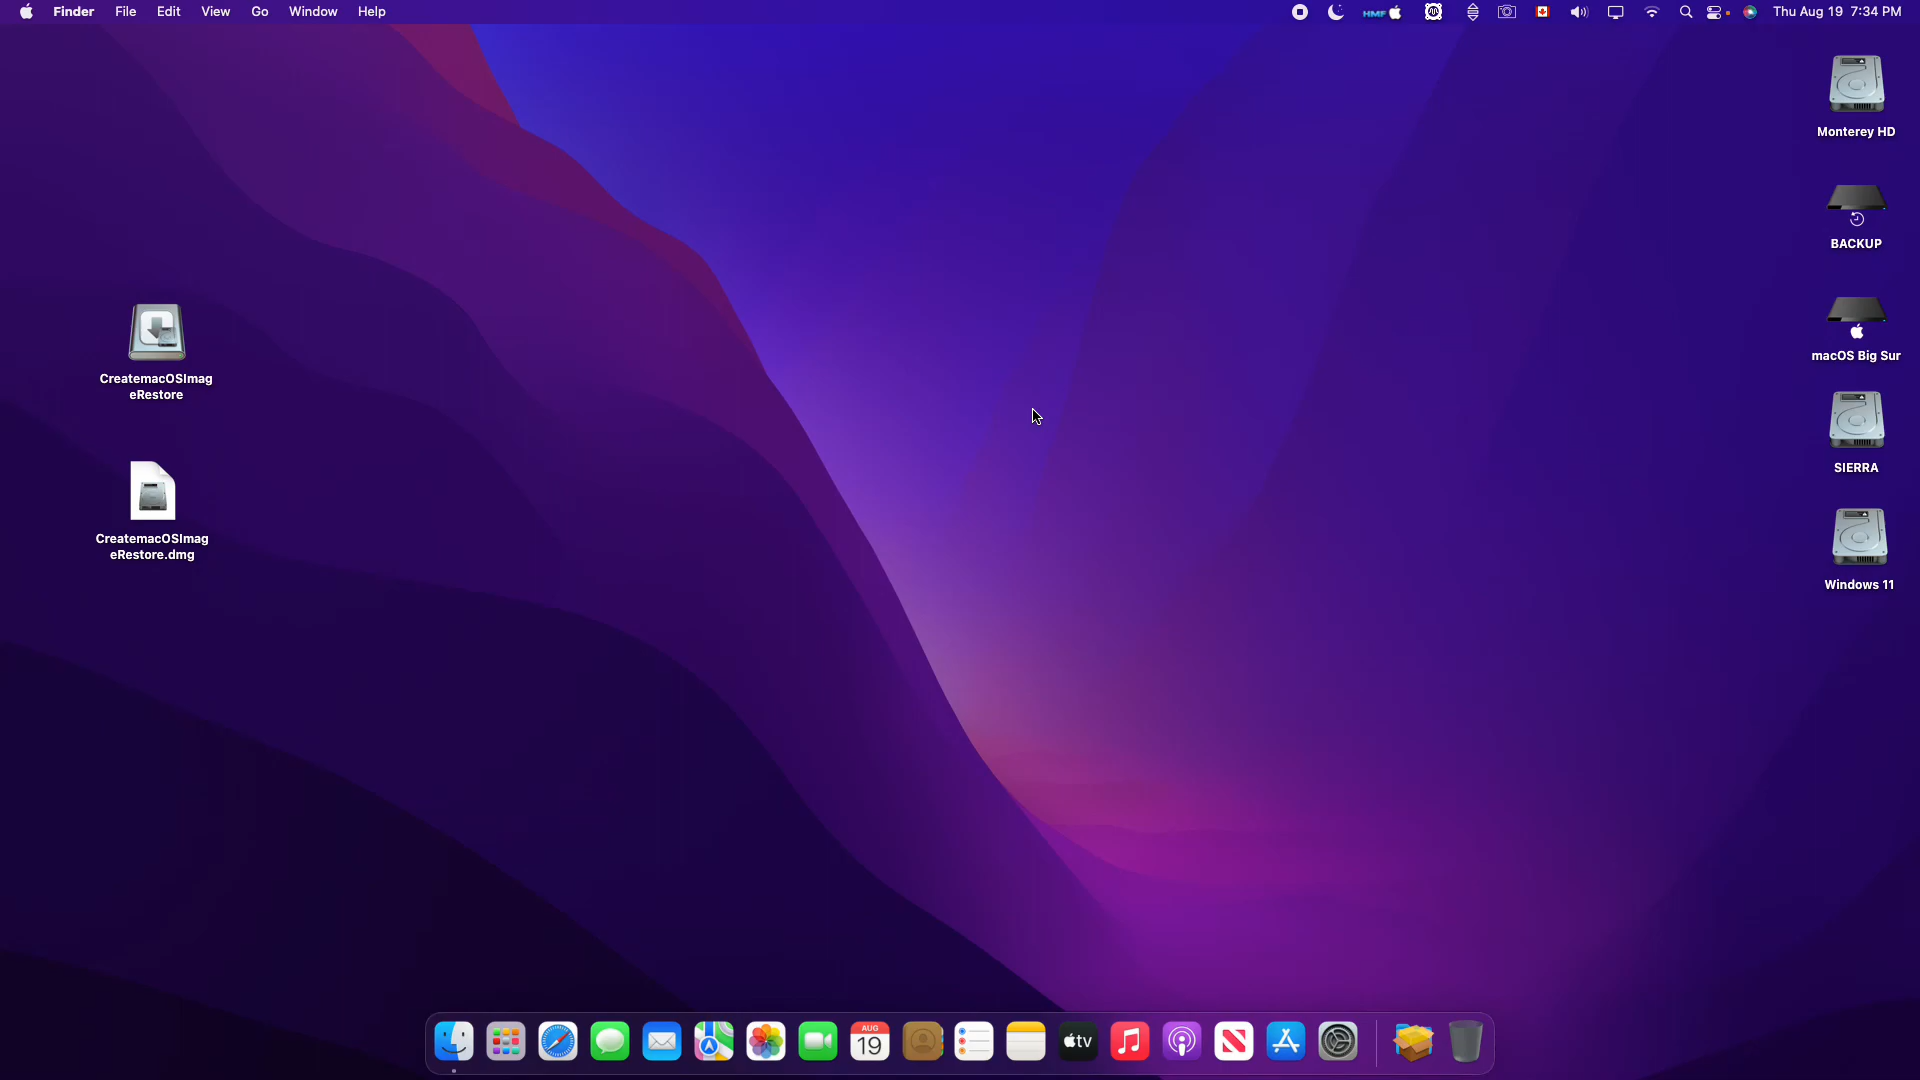 Finder File Edit View Go Window Help HMF Thu Aug 19 7:34 PM
Monterey HD
BACKUP
macOS Big Sur
SIERRA
Windows 11
CreatemacOSImag
eRestore
CreatemacOSImag
eRestore.dmg
AUG
19
tv